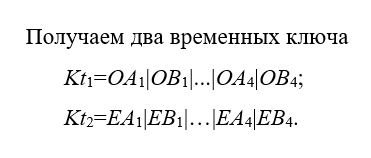 Получаем два временных ключа
Kt₁=OA₁|OB₁|...|OA₄|OB₄;
Kt₂=EA₁|EB₁|…|EA₄|EB₄.